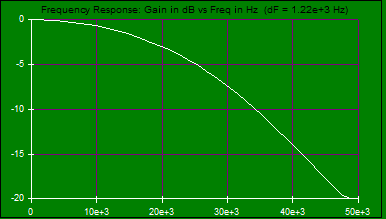 Frequency Response: Gain in dB vs Freq in Hz (dF = 1.22e+3 Hz)
0
-5
-10
-15
-20
0 10e+3 20e+3 30e+3 40e+3 50e+3